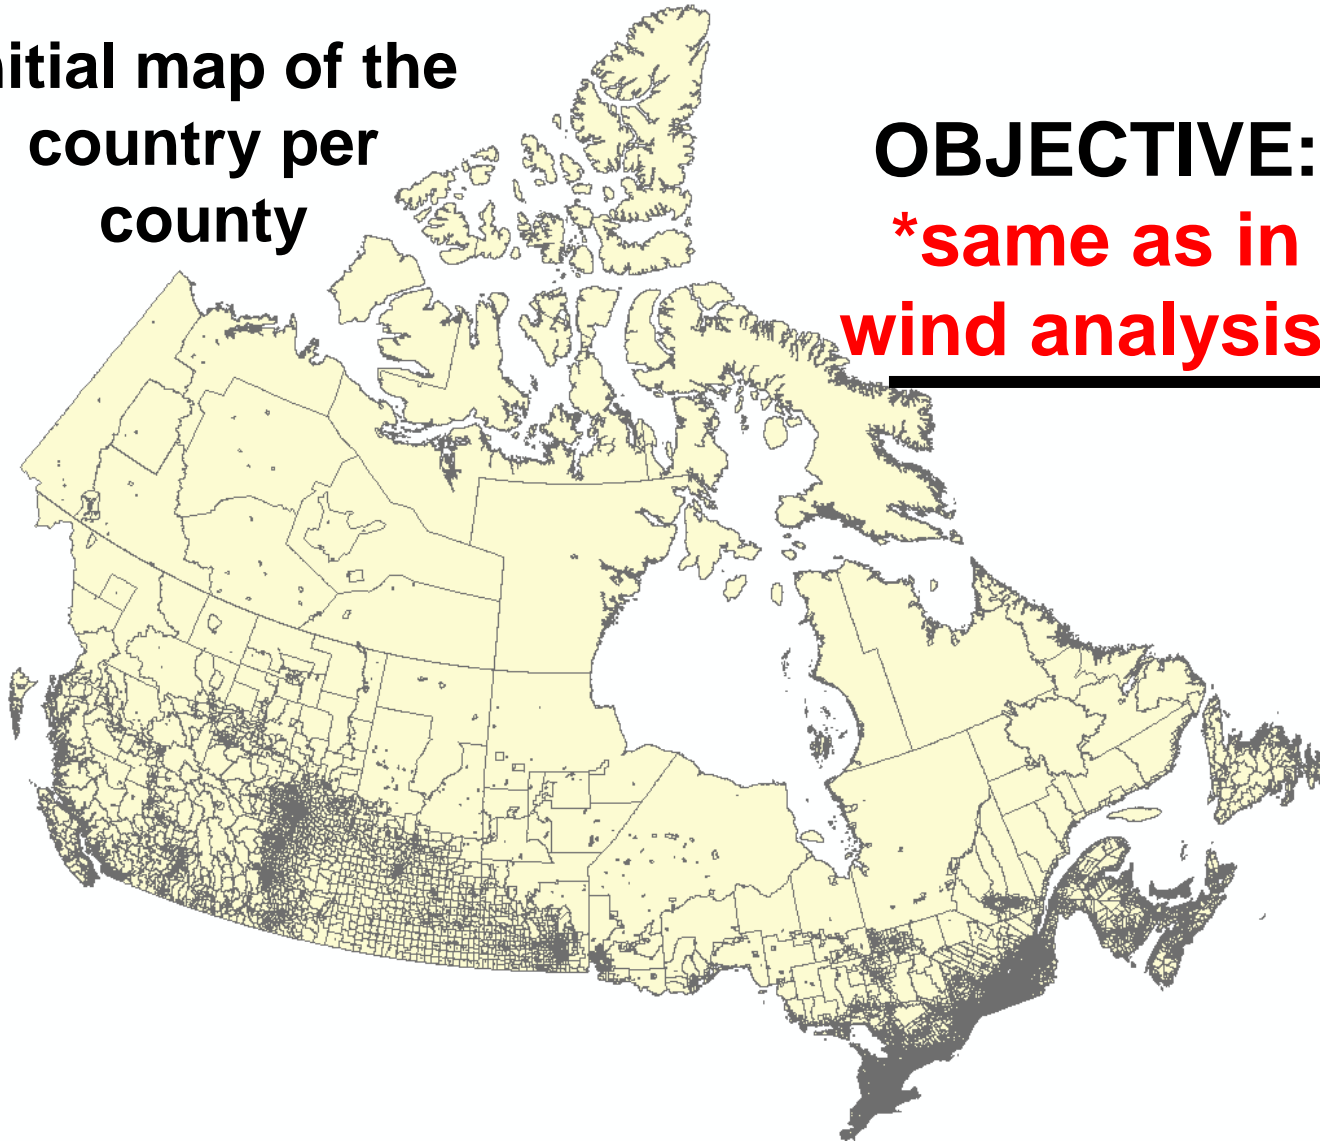 nitial map of the
country per
county
OBJECTIVE:
*same as in
wind analysis